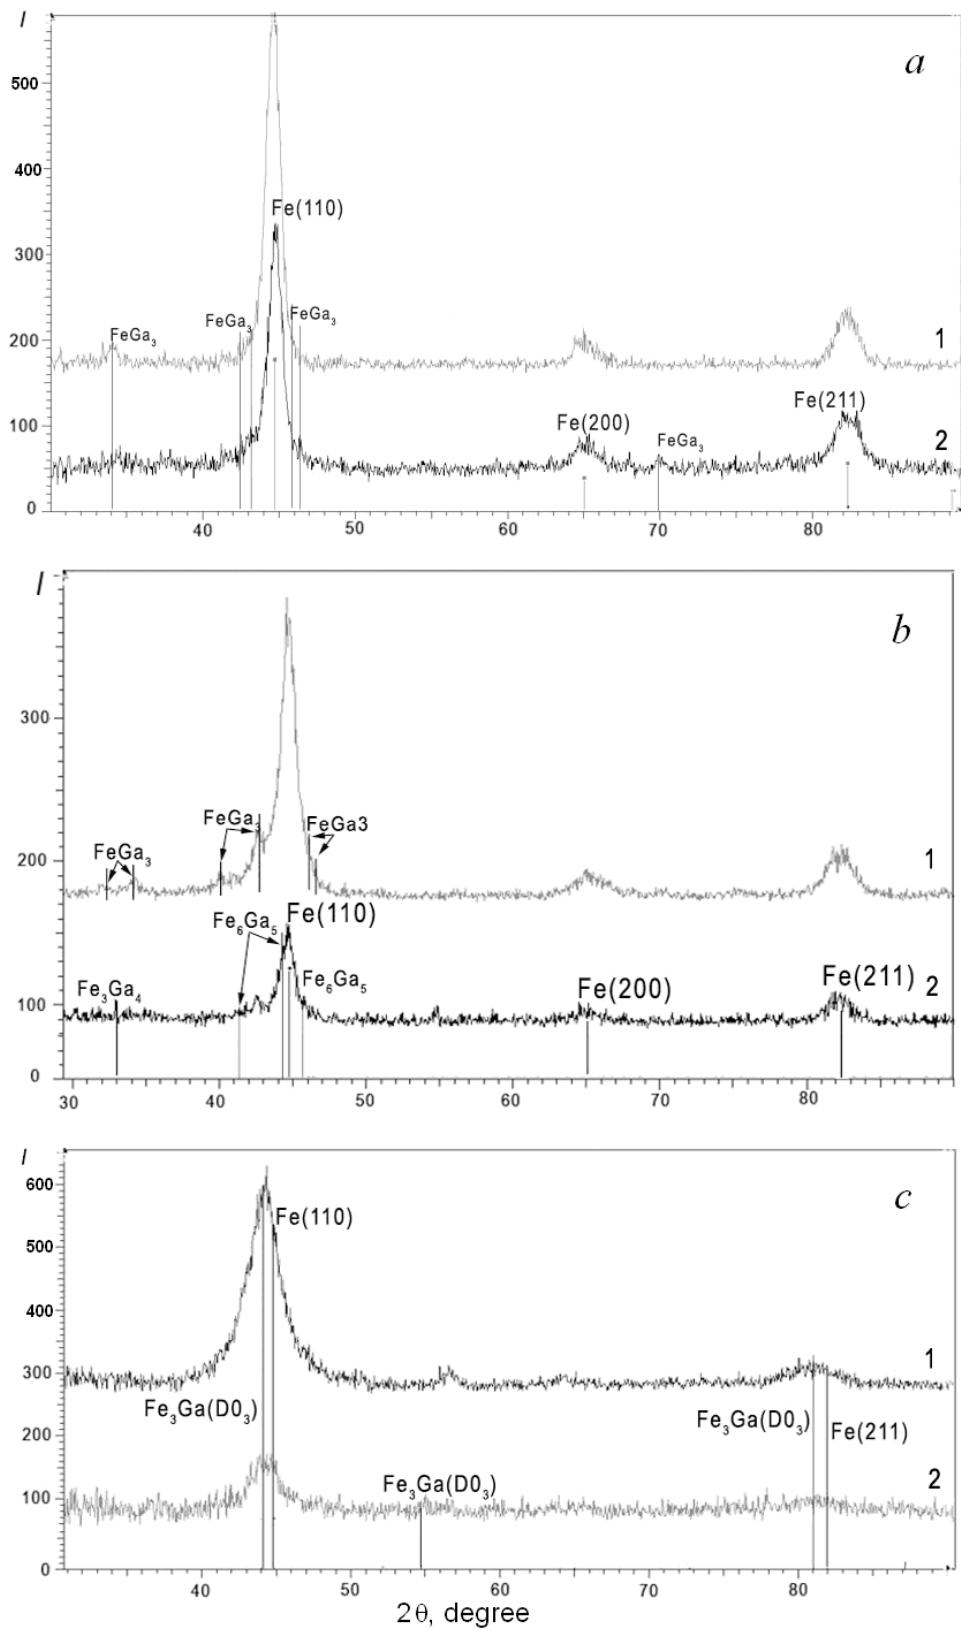 I
a
500
400
Fe(110)
300
FeGa3 FeGa3 FeGa3
200
1
Fe(211)
100
Fe(200) FeGa3
2
0
40 50 60 70 80
I
b
300
FeGa3 FeGa3 FeGa3
200
1
Fe6Ga5 Fe(110)
Fe3Ga4 Fe6Ga5 Fe(200) Fe(211) 2
100
0
30 40 50 60 70 80
I
600
c
Fe(110)
500
400
300
1
Fe3Ga(D03) Fe3Ga(D03)
Fe(211)
200
Fe3Ga(D03) 2
100
0
40 50 60 70 80
2θ, degree